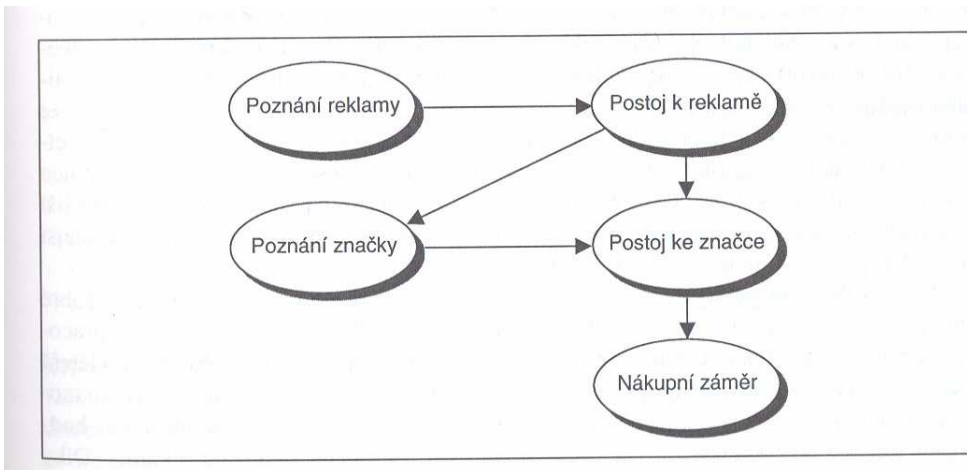 Poznání reklamy
Postoj k reklamě
Poznání značky
Postoj ke značce
Nákupní záměr